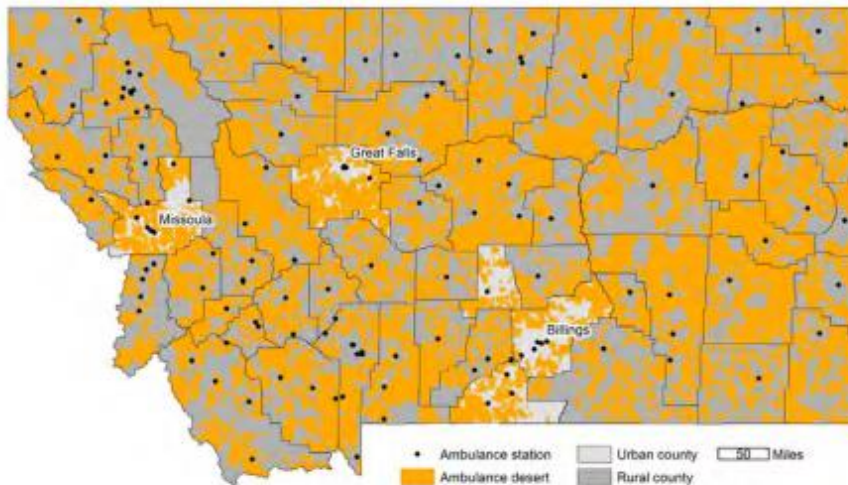 Great Falls
Missoula
Billings
Ambulance station
Urban county
50 Miles
Ambulance desert
Rural county